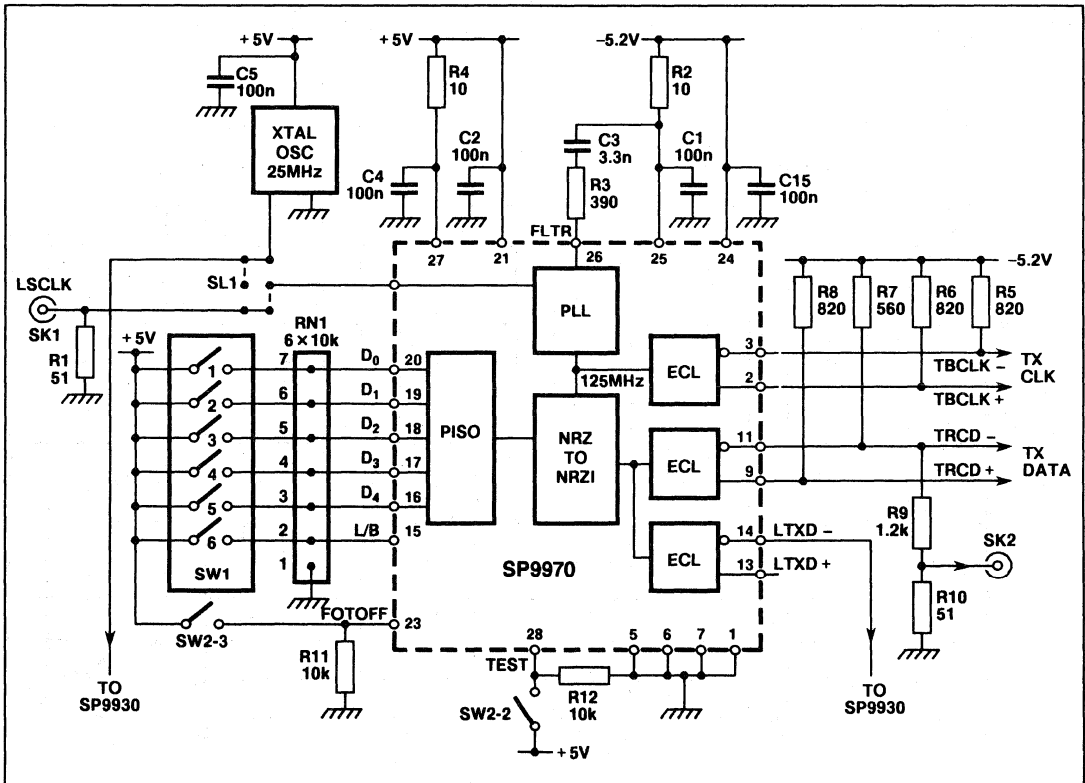 +5V
+5V
−5.2V
C5
100n
XTAL
OSC
25MHz
R4
10
C2
100n
C4
100n
R2
10
C3
3.3n
C1
100n
R3
390
C15
100n
FLTR
27
21
26
25
24
LSCLK
SK1
SL1
R1
51
+5V
RN1
6×10k
PLL
125MHz
−5.2V
R8
820
R7
560
R6
820
R5
820
1
7
D0
20
2
6
D1
19
3
5
D2
18
4
4
D3
17
5
3
D4
16
6
2
L/B
15
1
SW1
PISO
NRZ
TO
NRZI
ECL
3
2
TBCLK −
TBCLK +
TX
CLK
ECL
11
9
TRCD −
TRCD +
TX
DATA
ECL
14
LTXD −
13
LTXD +
R9
1.2k
SK2
R10
51
SP9970
SW2-3
FOTOFF
23
R11
10k
28
5
6
7
1
TEST
R12
10k
SW2-2
+5V
TO
SP9930
TO
SP9930